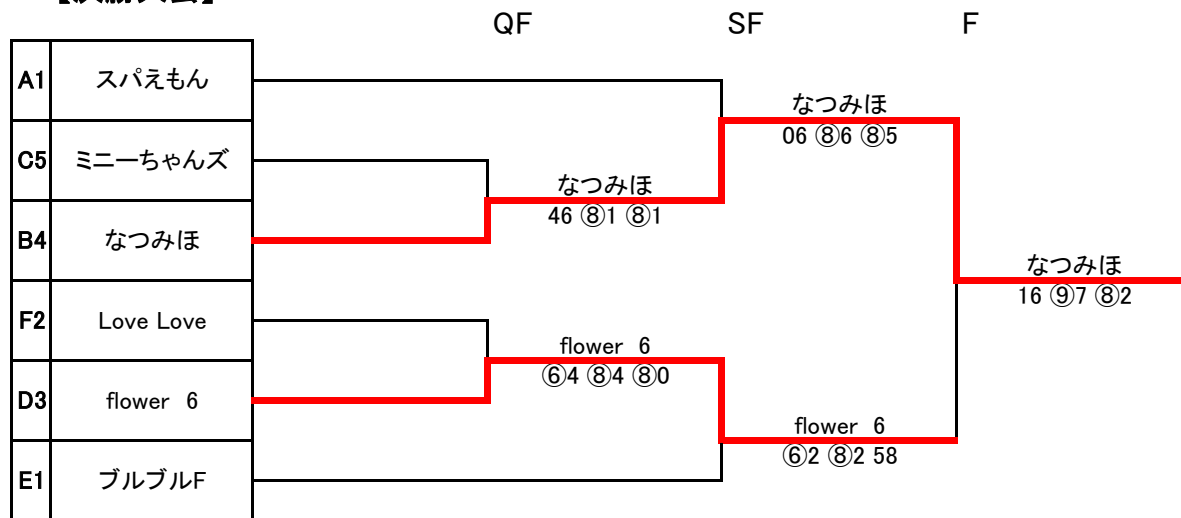 QF SF F
A1 スパえもん
C5 ミニーちゃんズ
B4 なつみほ
F2 Love Love
D3 flower 6
E1 ブルブルF
なつみほ
46 ⑧1 ⑧1
flower 6
⑥4 ⑧4 ⑧0
なつみほ
06 ⑧6 ⑧5
flower 6
⑥2 ⑧2 58
なつみほ
16 ⑨7 ⑧2